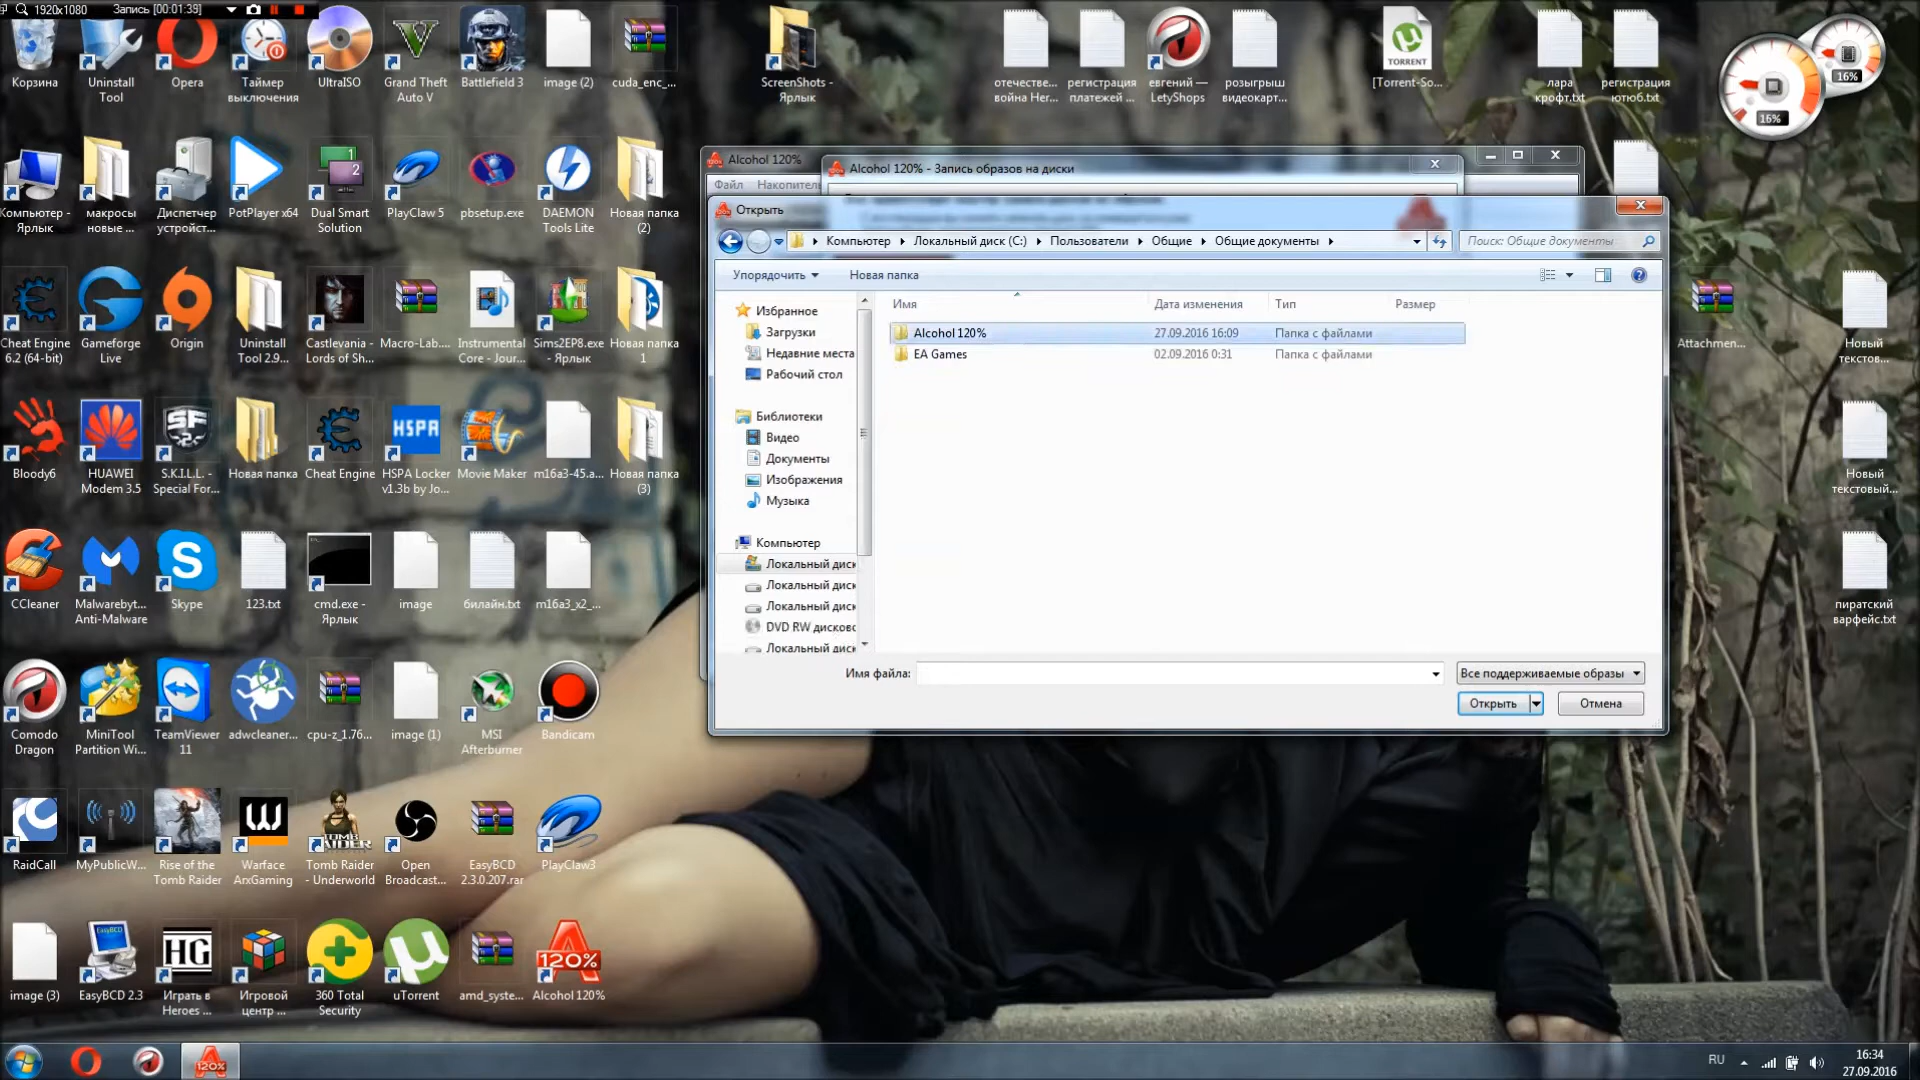 1920x1080 Запись [00:01:39]
Корзина
Uninstall Tool
Opera
Таймер выключения
UltraISO
Grand Theft Auto V
Battlefield 3
image (2)
cuda_enc_...
ScreenShots - Ярлык
отечестве... война Her...
регистрация платежей ...
евгений — LetyShops
розыгрыш видеокарт...
TORRENT
[Torrent-So...
лара крофт.txt
регистрация ютюб.txt
16%
16%
Компьютер - Ярлык
макросы новые ...
Диспетчер устройст...
PotPlayer x64
Dual Smart Solution
PlayClaw 5
pbsetup.exe
DAEMON Tools Lite
Новая папка (2)
Cheat Engine 6.2 (64-bit)
Gameforge Live
Origin
Uninstall Tool 2.9...
Castlevania - Lords of Sh...
Macro-Lab....
Instrumental Core - Jour...
Sims2EP8.exe - Ярлык
Новая папка 1
Attachmen...
Новый текстов...
Bloody6
HUAWEI Modem 3.5
S.K.I.L.L. - Special For...
Новая папка
Cheat Engine
HSPA
HSPA Locker v1.3b by Jo...
Movie Maker
m16a3-45.a...
Новая папка (3)
Новый текстовый...
CCleaner
Malwarebyt... Anti-Malware
Skype
123.txt
cmd.exe - Ярлык
image
билайн.txt
m16a3_x2_...
пиратский варфейс.txt
Comodo Dragon
MiniTool Partition Wi...
TeamViewer 11
adwcleaner...
cpu-z_1.76...
image (1)
MSI Afterburner
Bandicam
RaidCall
MyPublicW...
Rise of the Tomb Raider
Warface ArxGaming
Tomb Raider - Underworld
Open Broadcast...
EasyBCD 2.3.0.207.rar
PlayClaw3
image (3)
EasyBCD 2.3
HG
Играть в Heroes ...
Игровой центр ...
360 Total Security
uTorrent
amd_syste...
120%
Alcohol 120%
Alcohol 120%
Файл Накопитель
Alcohol 120% - Запись образов на диски
Открыть
Компьютер Локальный диск (C:) Пользователи Общие Общие документы
Поиск: Общие документы
Упорядочить Новая папка
Имя Дата изменения Тип Размер
Alcohol 120% 27.09.2016 16:09 Папка с файлами
EA Games 02.09.2016 0:31 Папка с файлами
Избранное
Загрузки
Недавние места
Рабочий стол
Библиотеки
Видео
Документы
Изображения
Музыка
Компьютер
Локальный диск
Локальный диск
Локальный диск
DVD RW дисково
Локальный диск
Имя файла:
Все поддерживаемые образы
Открыть Отмена
120%
RU
16:34
27.09.2016